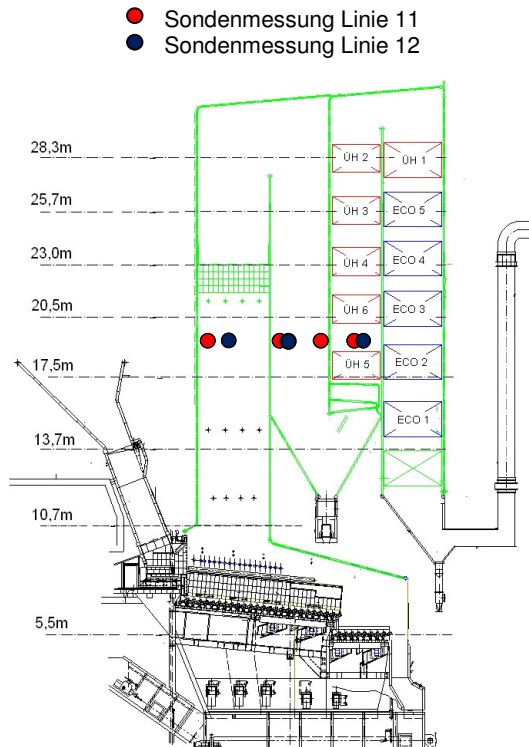 Sondenmessung Linie 11
Sondenmessung Linie 12
28,3m
ÜH 2
ÜH 1
25,7m
ÜH 3
ECO 5
23,0m
ÜH 4
ECO 4
20,5m
ÜH 6
ECO 3
17,5m
ÜH 5
ECO 2
ECO 1
13,7m
10,7m
5,5m